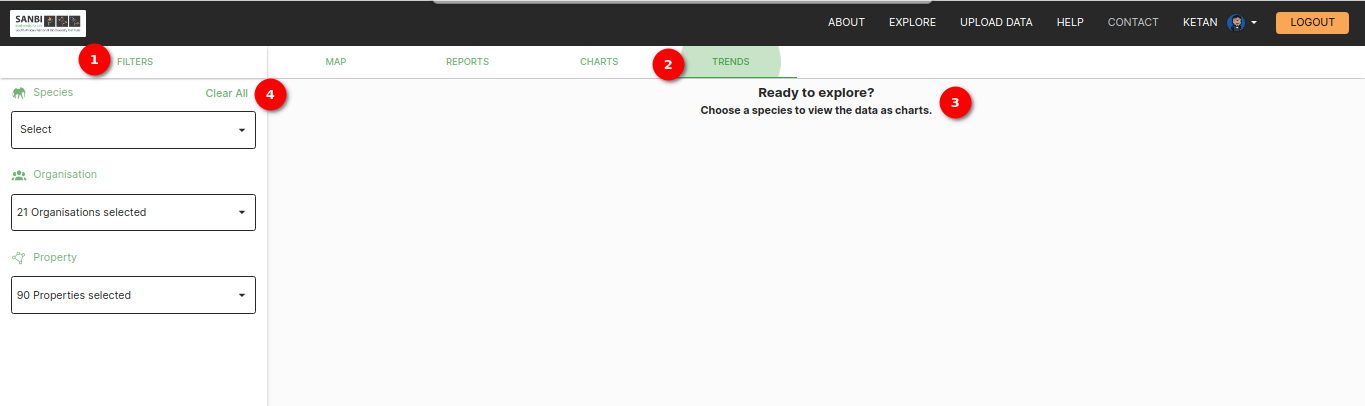 SANBI
ABOUT EXPLORE UPLOAD DATA HELP CONTACT KETAN LOGOUT
1 FILTERS MAP REPORTS CHARTS 2 TRENDS
Species Clear All 4
Select
Organisation
21 Organisations selected
Property
90 Properties selected
Ready to explore?
Choose a species to view the data as charts. 3